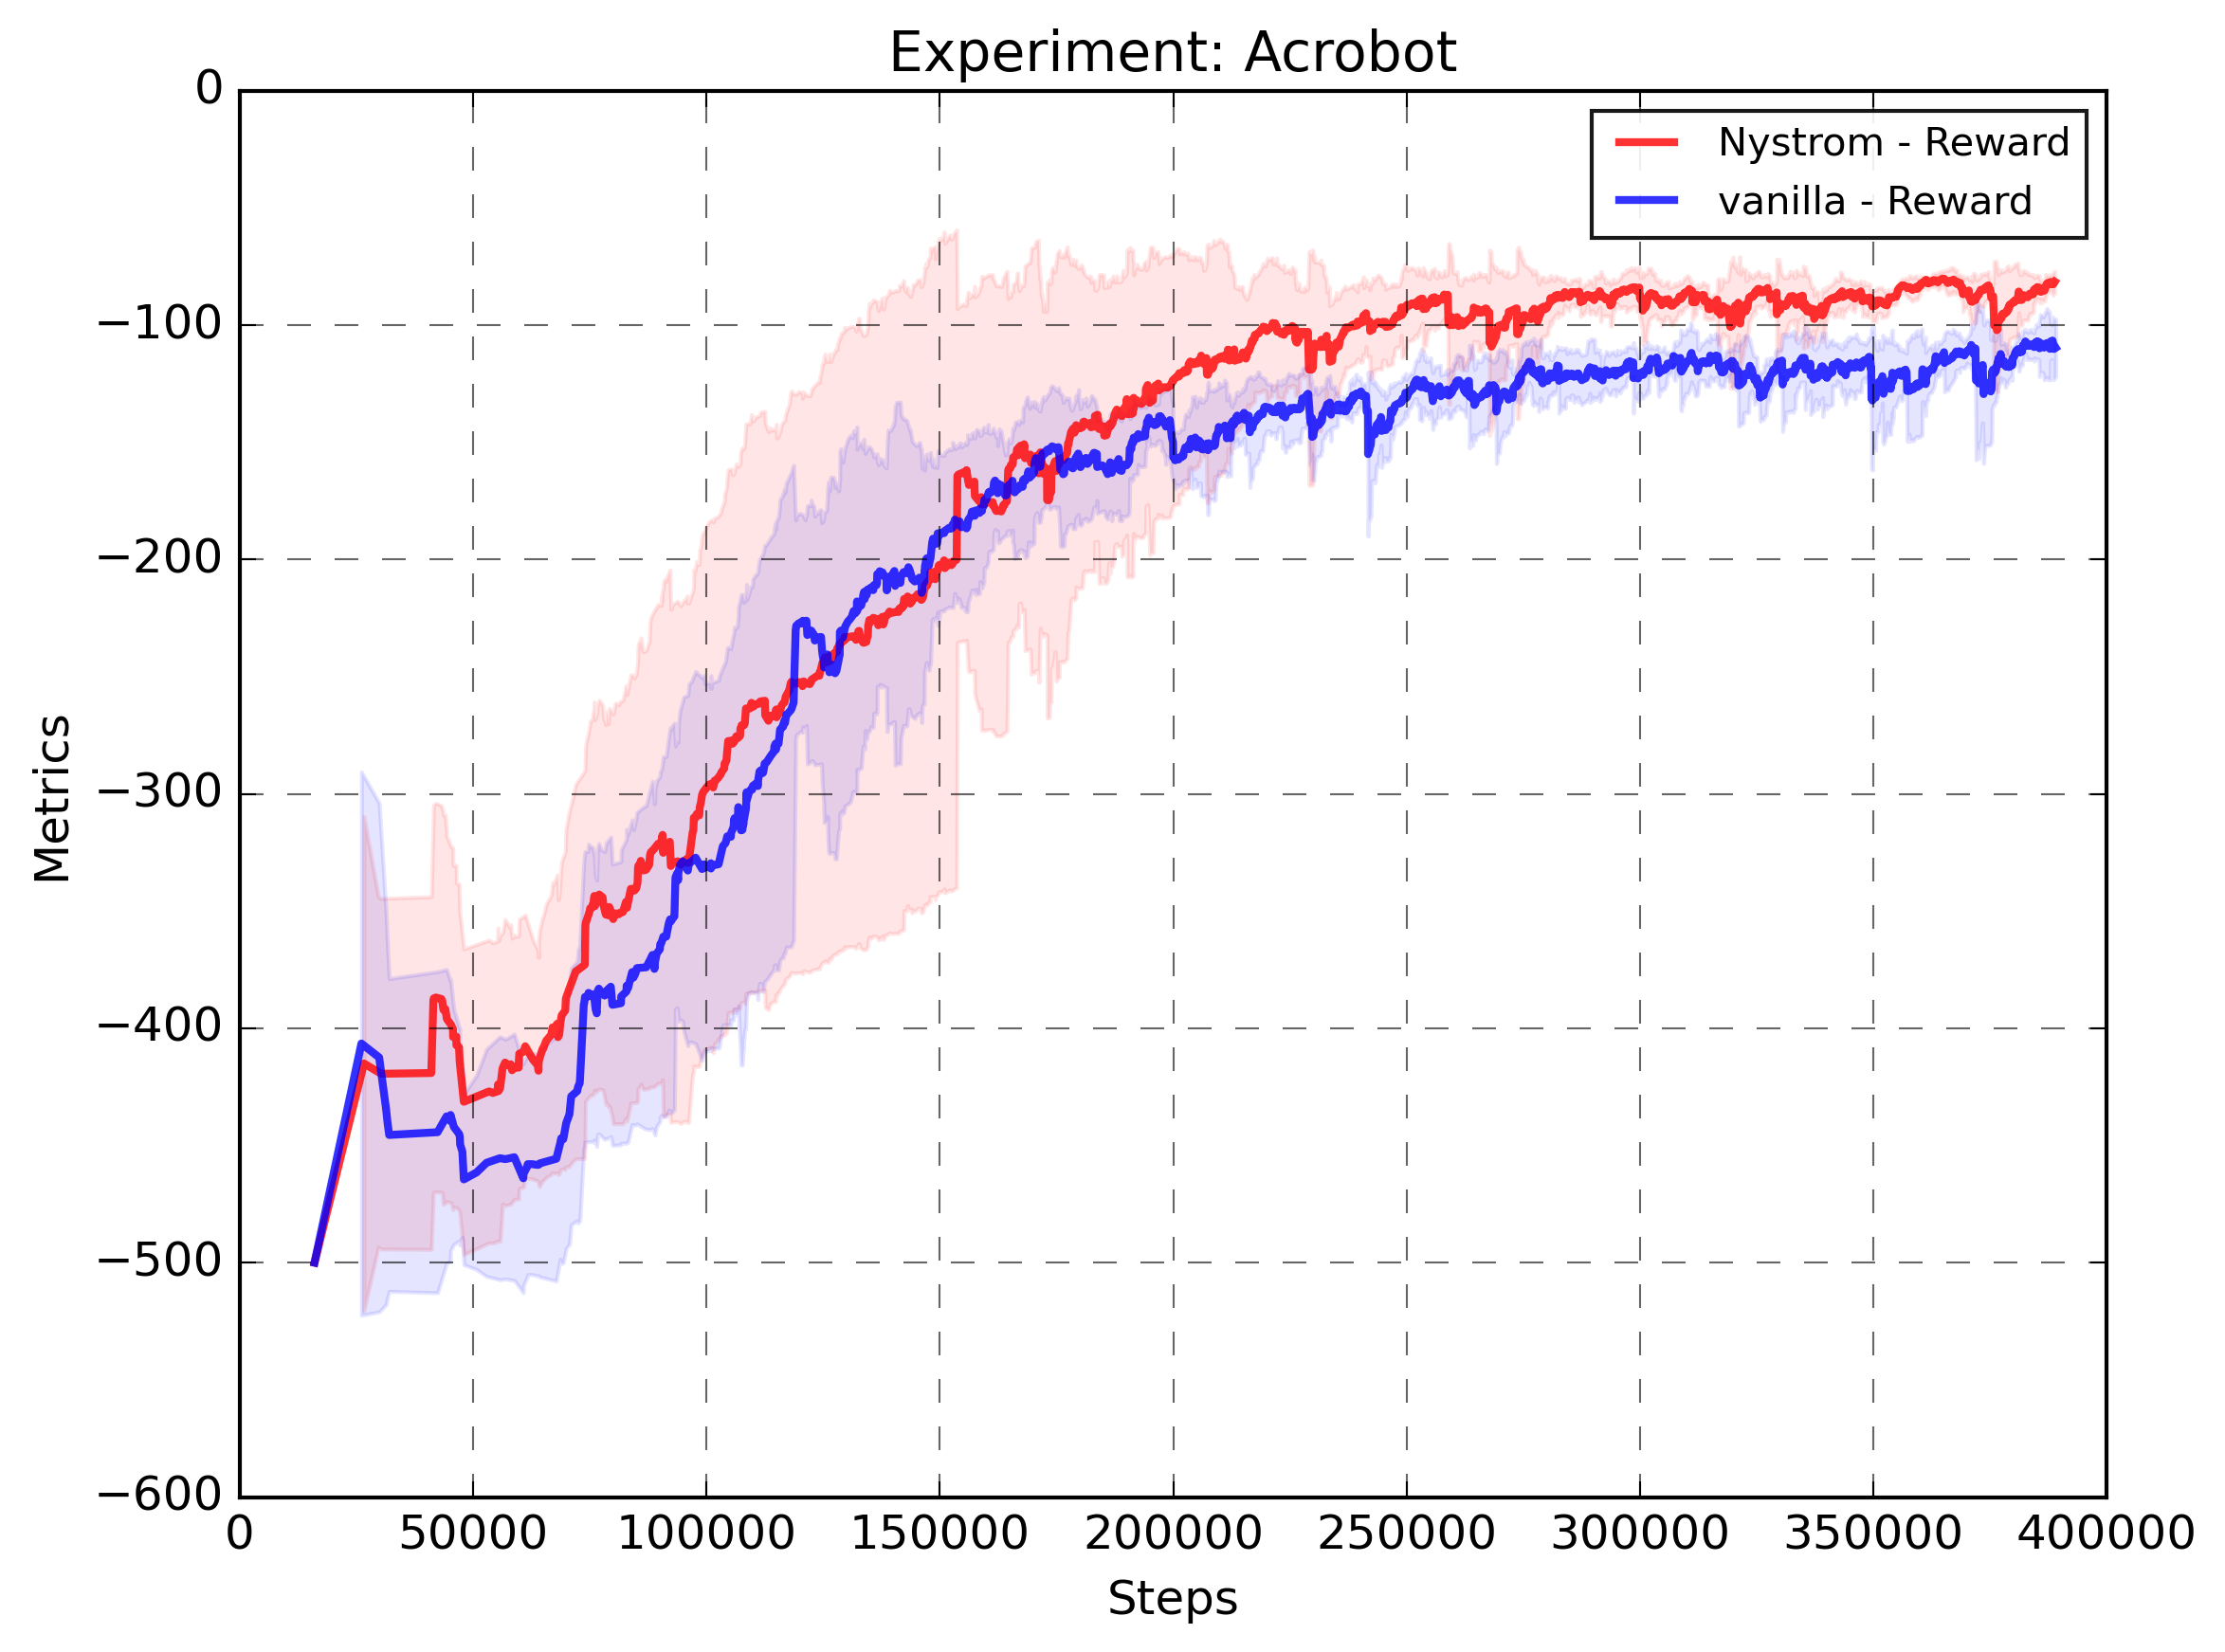 Experiment: Acrobot
0
−100
−200
−300
−400
−500
−600
Metrics
Nystrom - Reward
vanilla - Reward
0 50000 100000 150000 200000 250000 300000 350000 400000
Steps